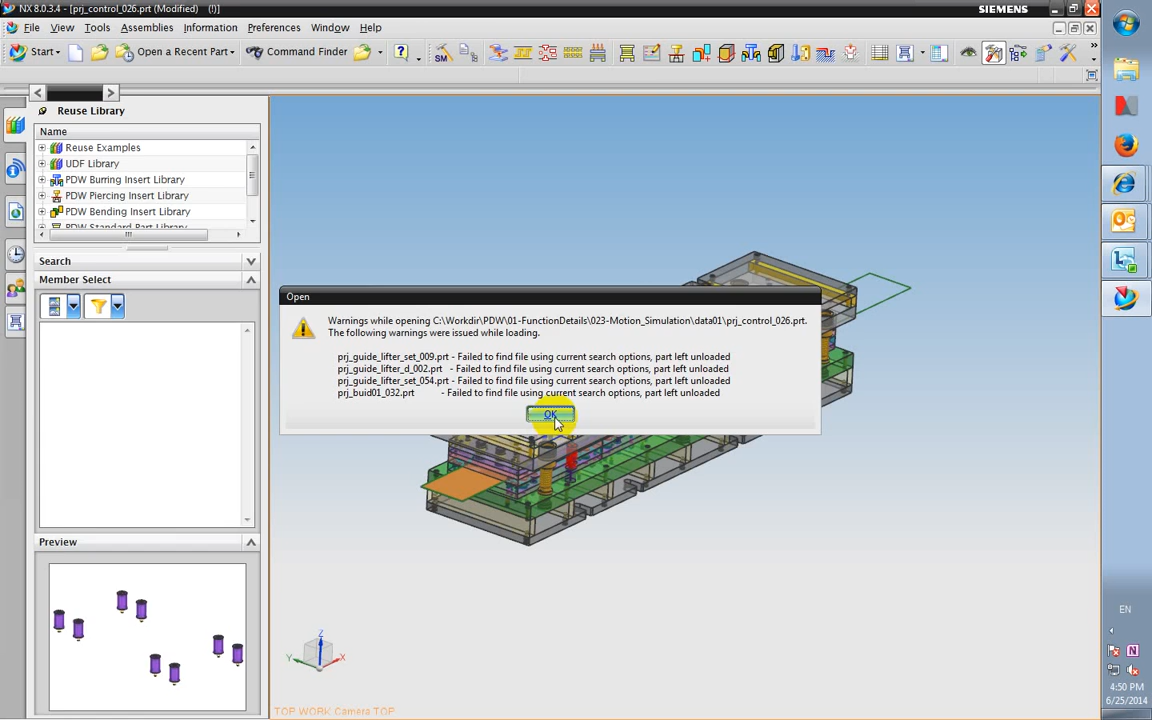 NX 8.0.3.4 - [prj_control_026.prt (Modified) (!)]
SIEMENS
File View Tools Assemblies Information Preferences Window Help
Start Open a Recent Part Command Finder
Reuse Library
Name
Reuse Examples
UDF Library
PDW Burring Insert Library
PDW Piercing Insert Library
PDW Bending Insert Library
PDW Standard Part Library
Search
Member Select
Preview
Open
Warnings while opening C:\Workdir\PDW\01-FunctionDetails\023-Motion_Simulation\data01\prj_control_026.prt.
The following warnings were issued while loading.
prj_guide_lifter_set_009.prt - Failed to find file using current search options, part left unloaded
prj_guide_lifter_d_002.prt - Failed to find file using current search options, part left unloaded
prj_guide_lifter_set_054.prt - Failed to find file using current search options, part left unloaded
prj_buid01_032.prt - Failed to find file using current search options, part left unloaded
OK
Z
Y
X
TOP WORK Camera TOP
EN
4:50 PM
6/25/2014